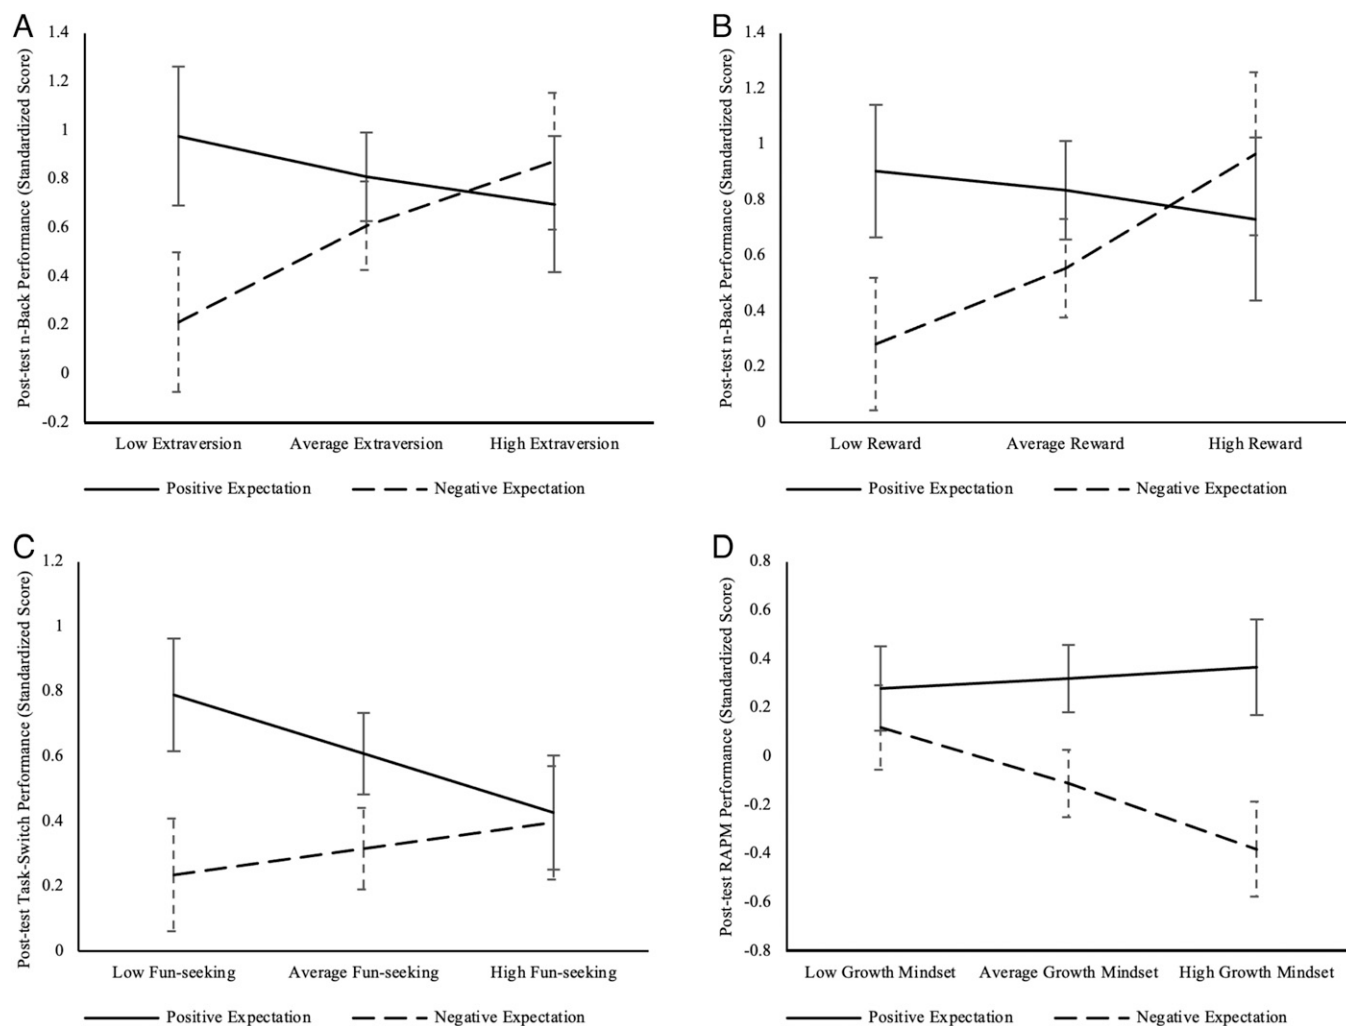 A
Post-test n-Back Performance (Standardized Score)
1.4
1.2
1
0.8
0.6
0.4
0.2
0
-0.2
Low Extraversion Average Extraversion High Extraversion
Positive Expectation Negative Expectation
B
Post-test n-Back Performance (Standardized Score)
1.4
1.2
1
0.8
0.6
0.4
0.2
0
Low Reward Average Reward High Reward
Positive Expectation Negative Expectation
C
Post-test Task-Switch Performance (Standardized Score)
1.2
1
0.8
0.6
0.4
0.2
0
Low Fun-seeking Average Fun-seeking High Fun-seeking
Positive Expectation Negative Expectation
D
Post-test RAPM Performance (Standardized Score)
0.8
0.6
0.4
0.2
0
-0.2
-0.4
-0.6
-0.8
Low Growth Mindset Average Growth Mindset High Growth Mindset
Positive Expectation Negative Expectation